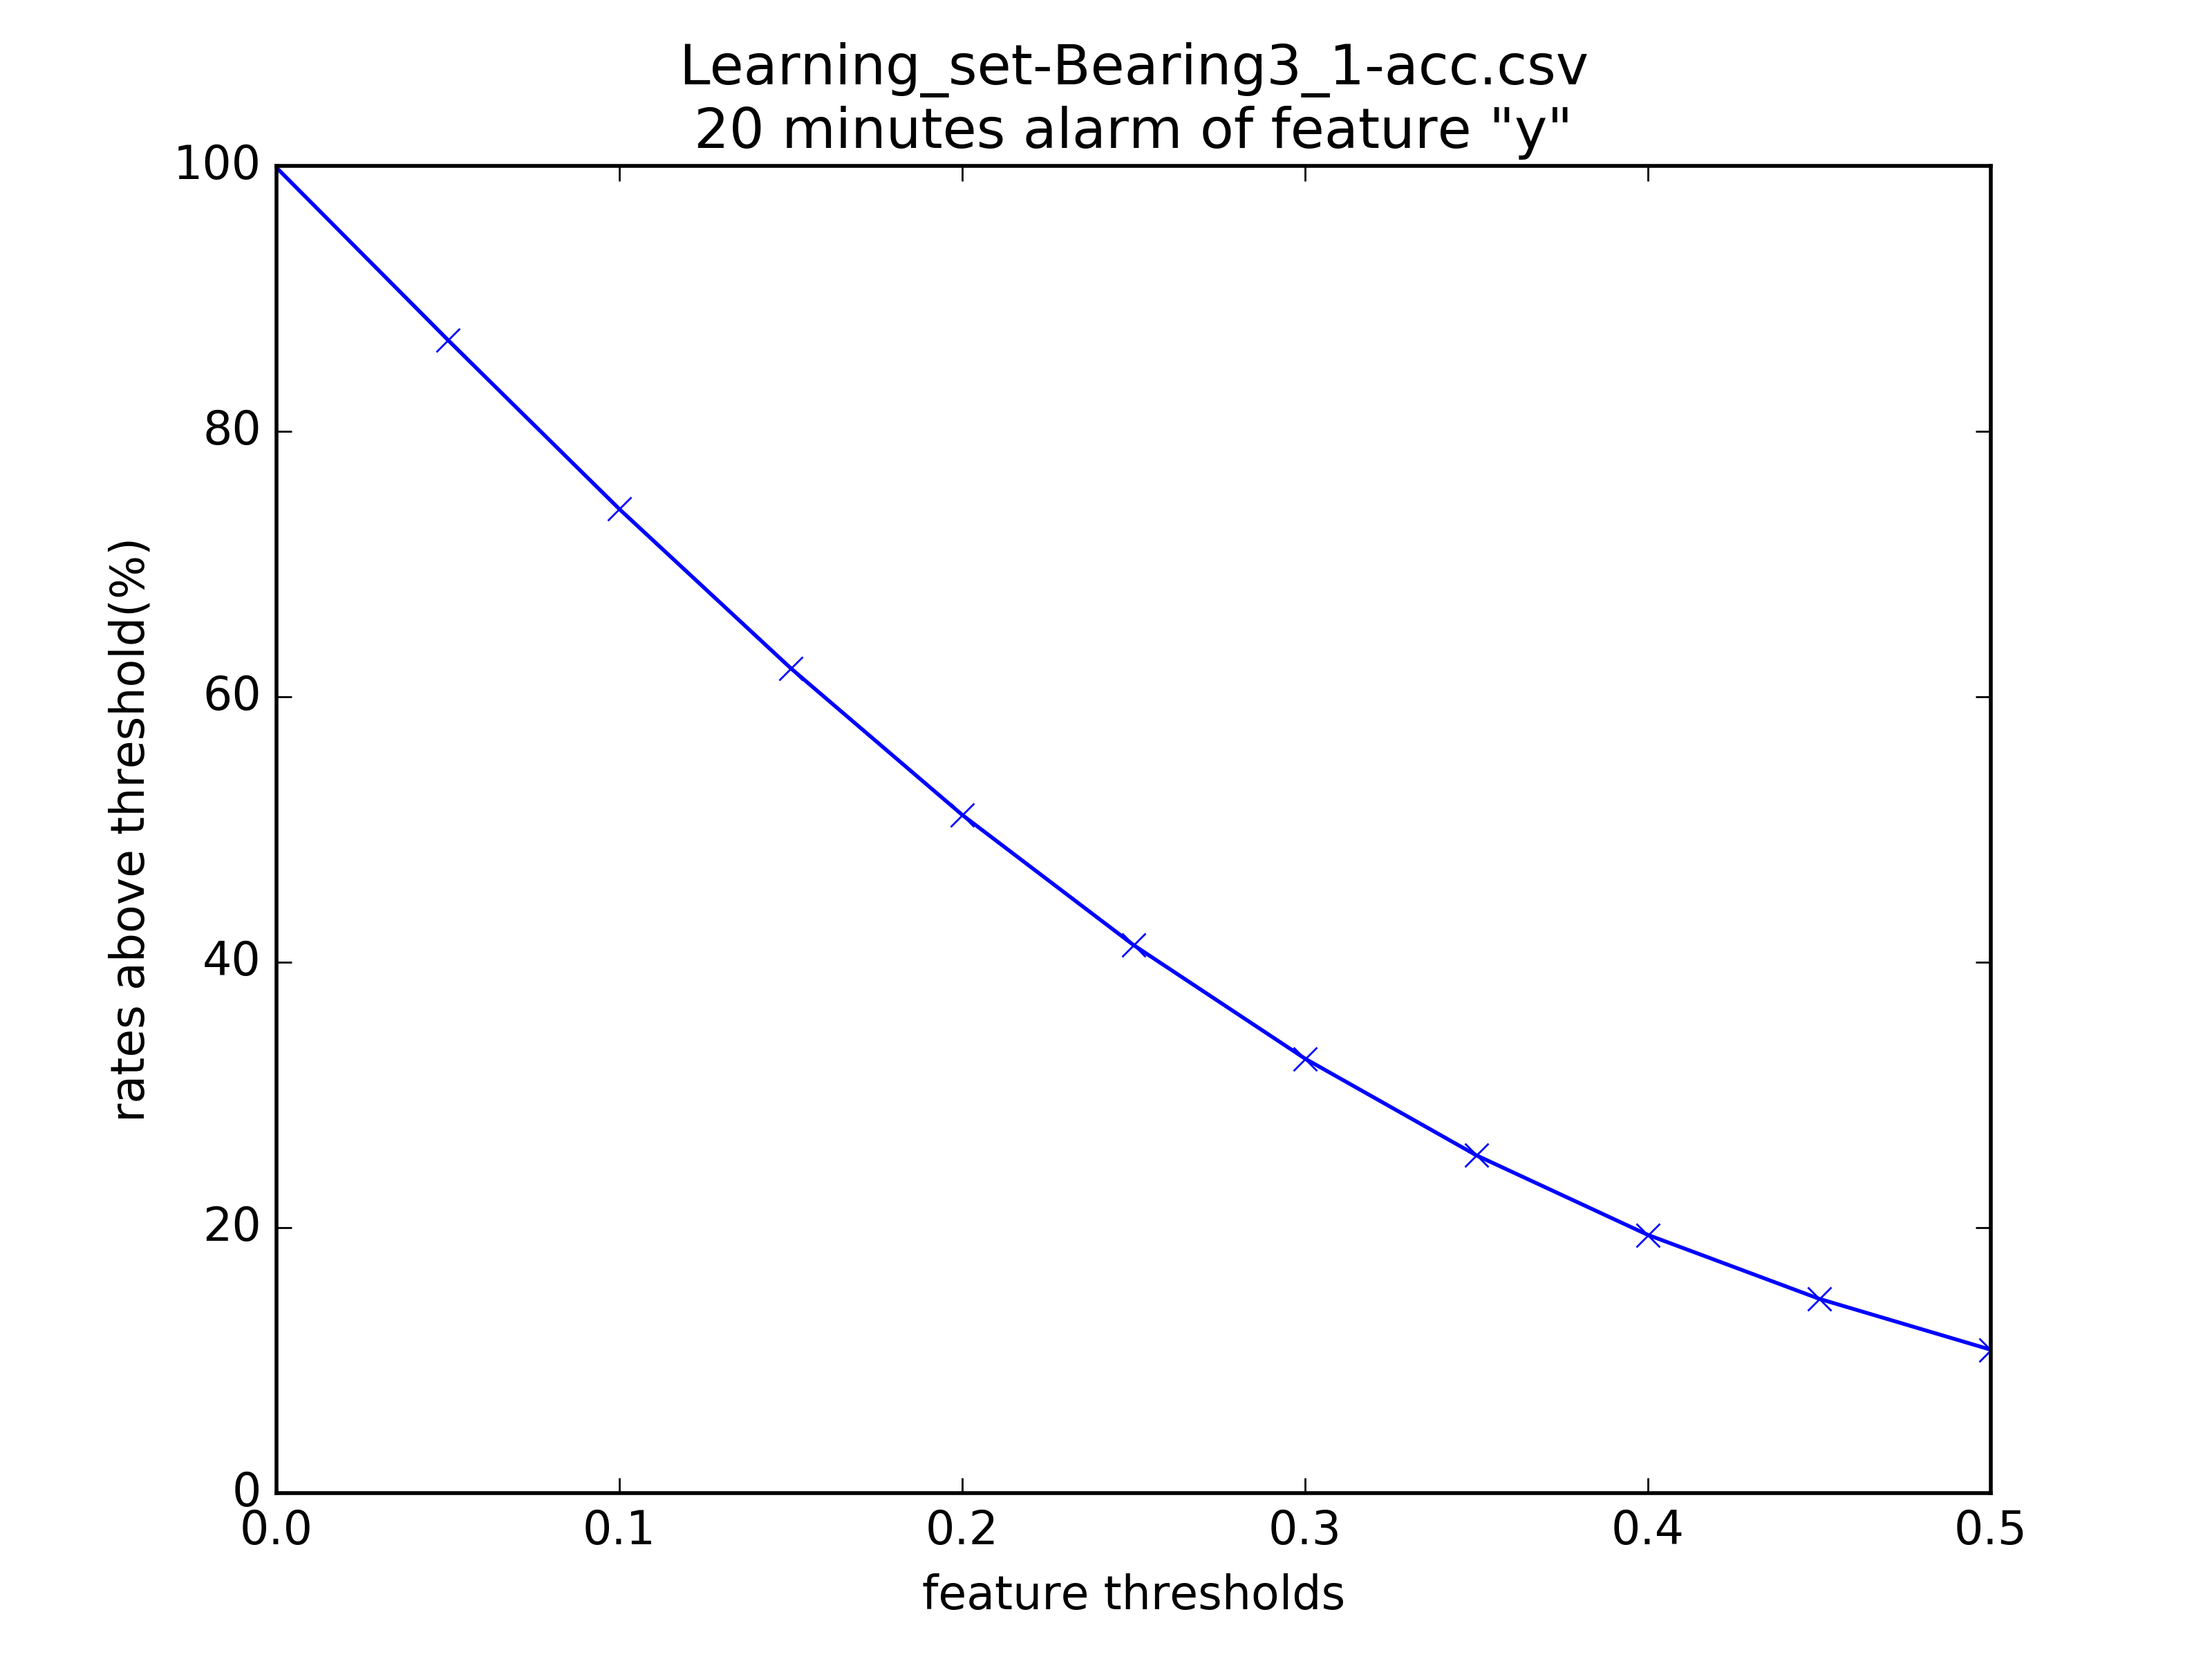 Learning_set-Bearing3_1-acc.csv
20 minutes alarm of feature "y"
100
80
60
40
20
0
rates above threshold(%)
0.0 0.1 0.2 0.3 0.4 0.5
feature thresholds